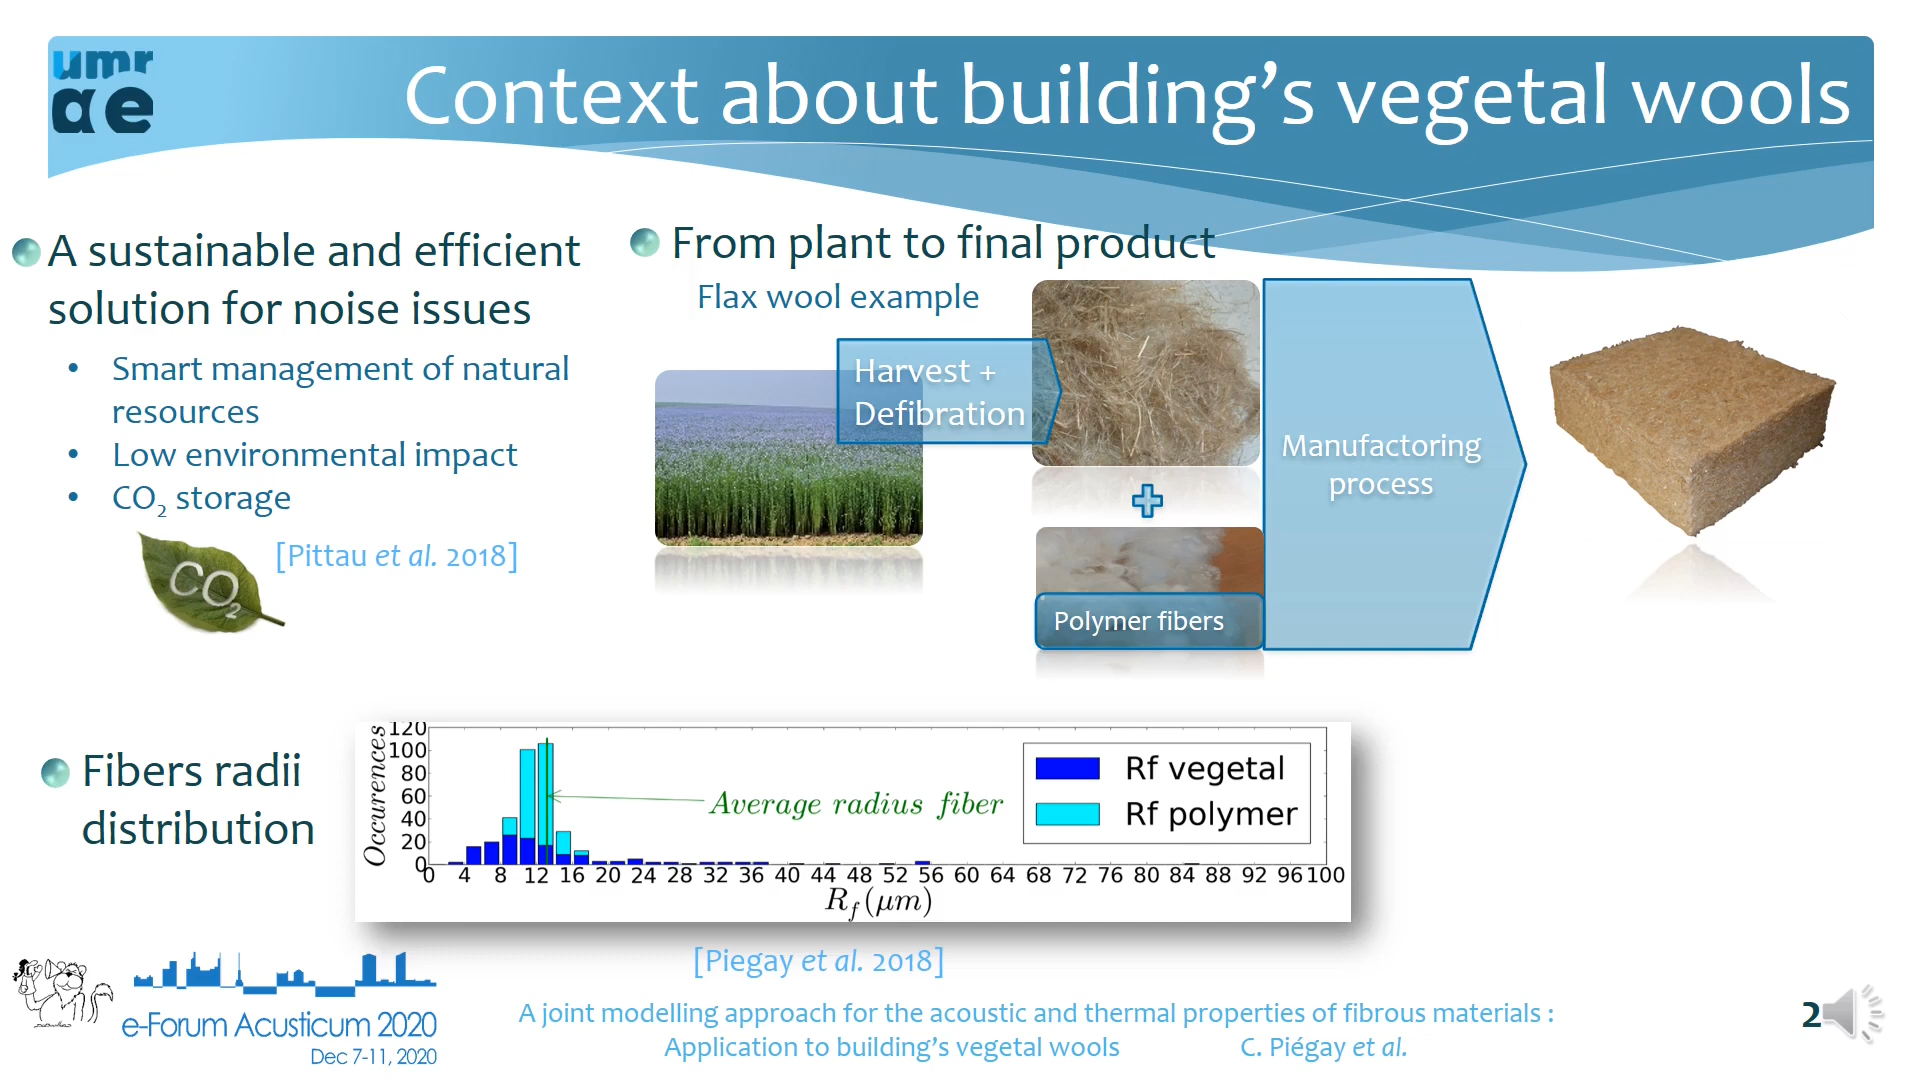 umr
ae
Context about building’s vegetal wools
A sustainable and efficient
solution for noise issues
• Smart management of natural
resources
• Low environmental impact
• CO₂ storage
CO₂
[Pittau et al. 2018]
From plant to final product
Flax wool example
Harvest +
Defibration
Polymer fibers
Manufactoring
process
Fibers radii
distribution
Occurences
120
100
80
60
40
20
0
Average radius fiber
Rf vegetal
Rf polymer
0 4 8 12 16 20 24 28 32 36 40 44 48 52 56 60 64 68 72 76 80 84 88 92 96 100
R_f (μm)
[Piegay et al. 2018]
e-Forum Acusticum 2020
Dec 7-11, 2020
A joint modelling approach for the acoustic and thermal properties of fibrous materials :
Application to building’s vegetal wools C. Piégay et al.
2